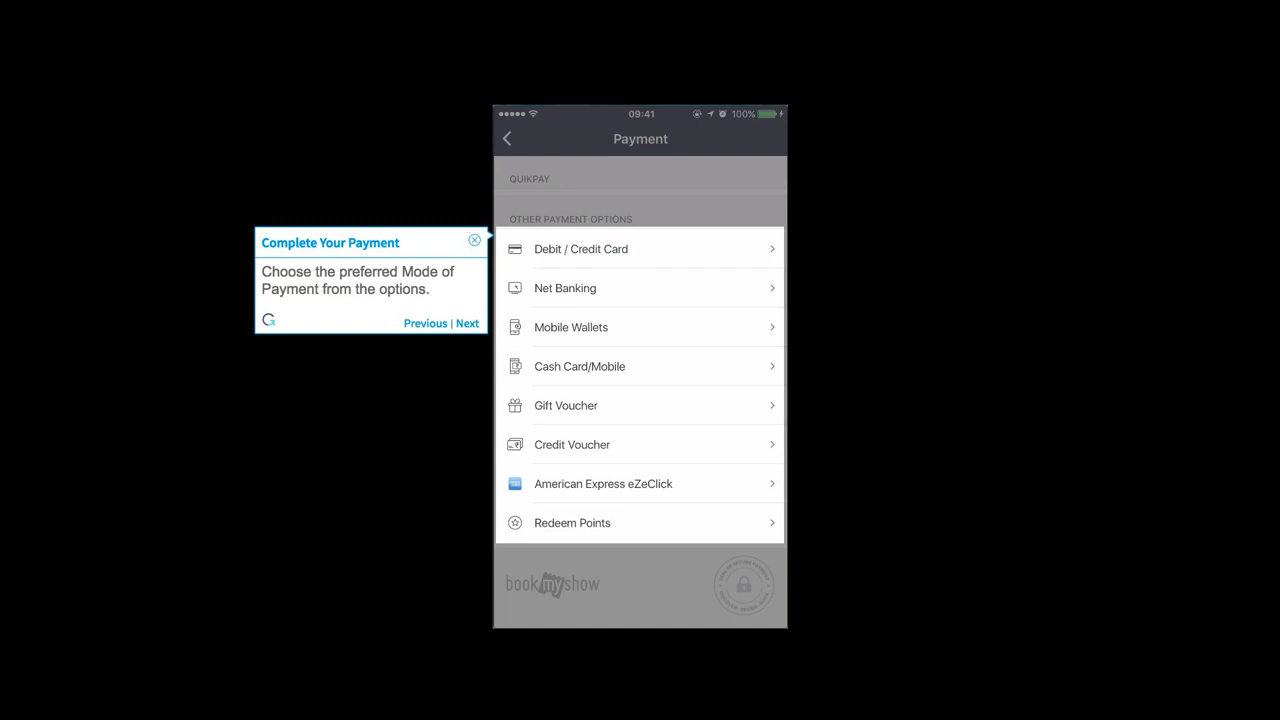 09:41
100%
Payment
QUIKPAY
OTHER PAYMENT OPTIONS
Complete Your Payment
Choose the preferred Mode of
Payment from the options.
Previous | Next
Debit / Credit Card
Net Banking
Mobile Wallets
Cash Card/Mobile
Gift Voucher
Credit Voucher
American Express eZeClick
Redeem Points
bookmyshow